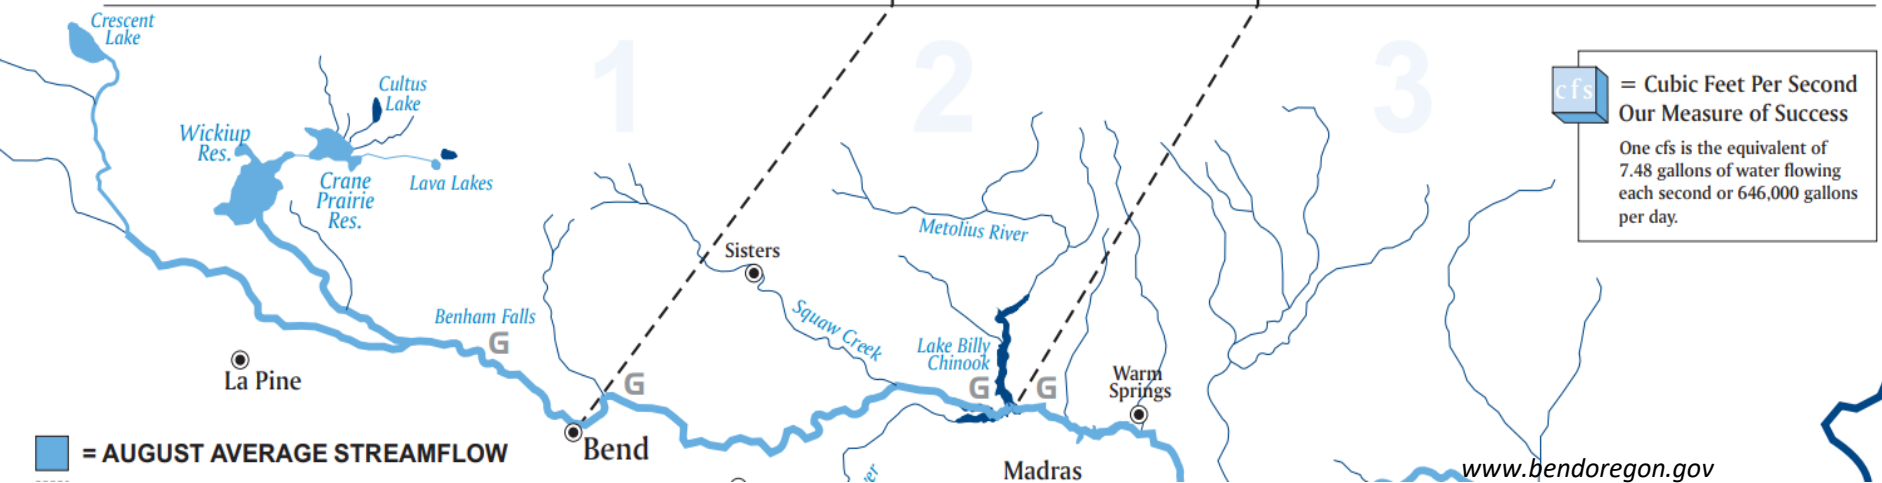 Crescent
Lake
1
2
3
Cultus
Lake
Wickiup
Res.
Crane
Prairie
Res.
Lava Lakes
cfs
= Cubic Feet Per Second
Our Measure of Success
One cfs is the equivalent of
7.48 gallons of water flowing
each second or 646,000 gallons
per day.
Metolius River
Sisters
Squaw Creek
Benham Falls
G
La Pine
G
Bend
Lake Billy
Chinook
G
G
Warm
Springs
Madras
= AUGUST AVERAGE STREAMFLOW
www.bendoregon.gov